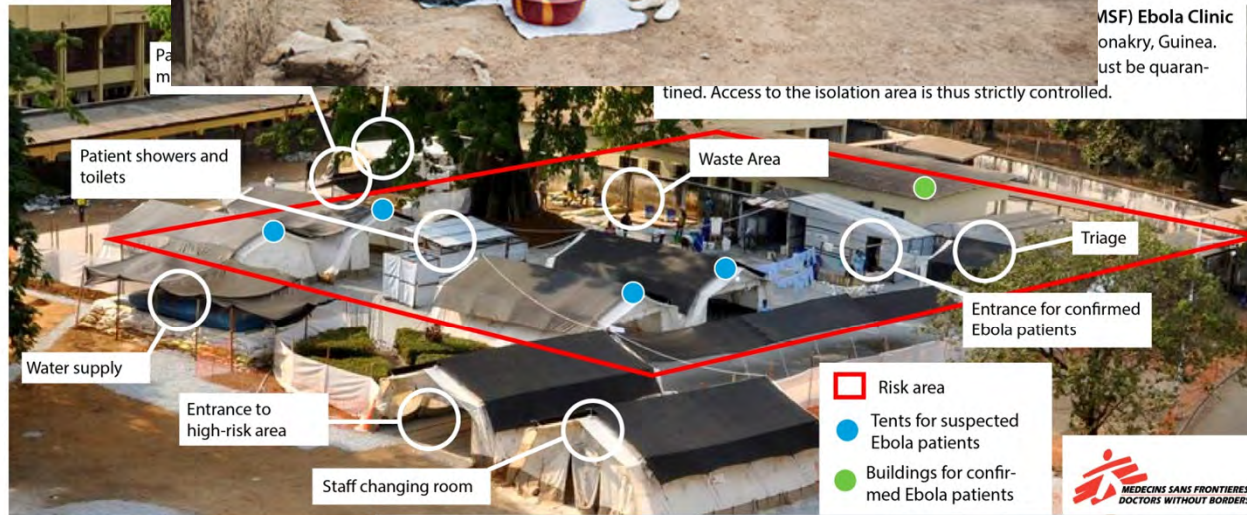 MSF) Ebola Clinic
onakry, Guinea.
ust be quaran-
tined. Access to the isolation area is thus strictly controlled.
Pa
m
Patient showers and
toilets
Waste Area
Triage
Entrance for confirmed
Ebola patients
Water supply
Entrance to
high-risk area
Staff changing room
Risk area
Tents for suspected
Ebola patients
Buildings for confir-
med Ebola patients
MEDECINS SANS FRONTIERES
DOCTORS WITHOUT BORDERS